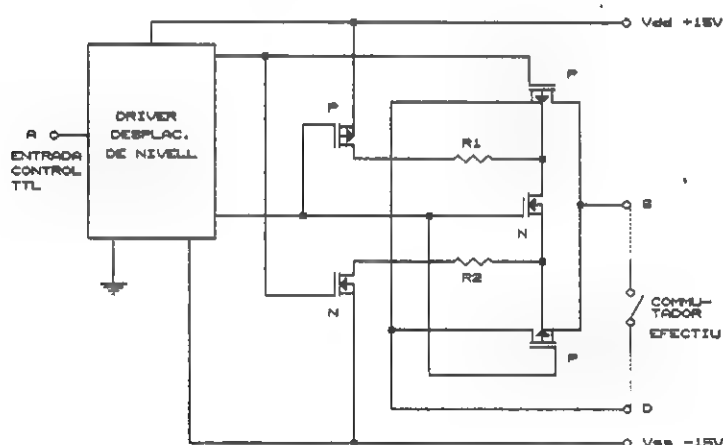 Vdd +15V
DRIVER
DESPLAC.
DE NIVELL
A
ENTRADA
CONTROL
TTL
P
P
R1
N
S
R2
N
COMMU-
TADOR
EFECTIU
P
D
Vss -15V